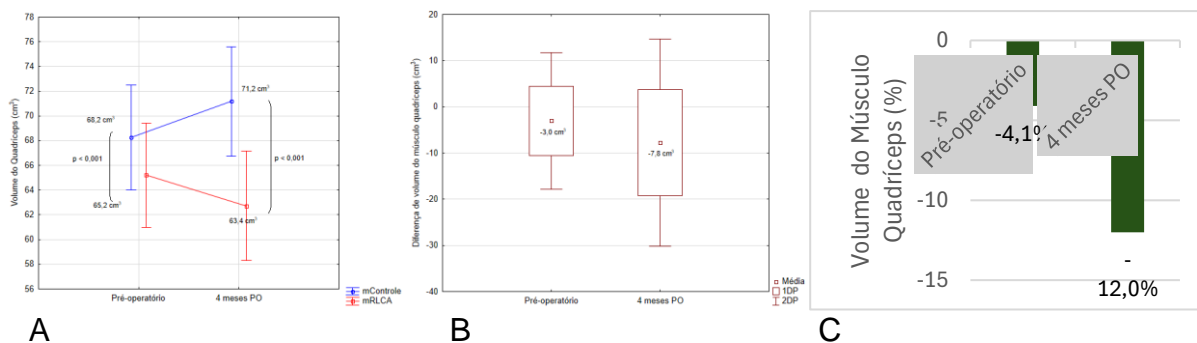 78
76
74
72
70
68
66
64
62
60
58
56
Volume do Quadríceps (cm³)
68,2 cm³
71,2 cm³
p < 0,001
p < 0,001
65,2 cm³
63,4 cm³
Pré-operatório
4 meses PO
mControle
mRLCA
A
30
20
10
0
-10
-20
-30
-40
Diferença de volume do músculo quadríceps (cm³)
-3,0 cm³
-7,8 cm³
Pré-operatório
4 meses PO
Média
1DP
2DP
B
0
-5
-10
-15
Volume do Músculo
Quadríceps (%)
Pré-operatório
4 meses PO
-4,1%
-
12,0%
C